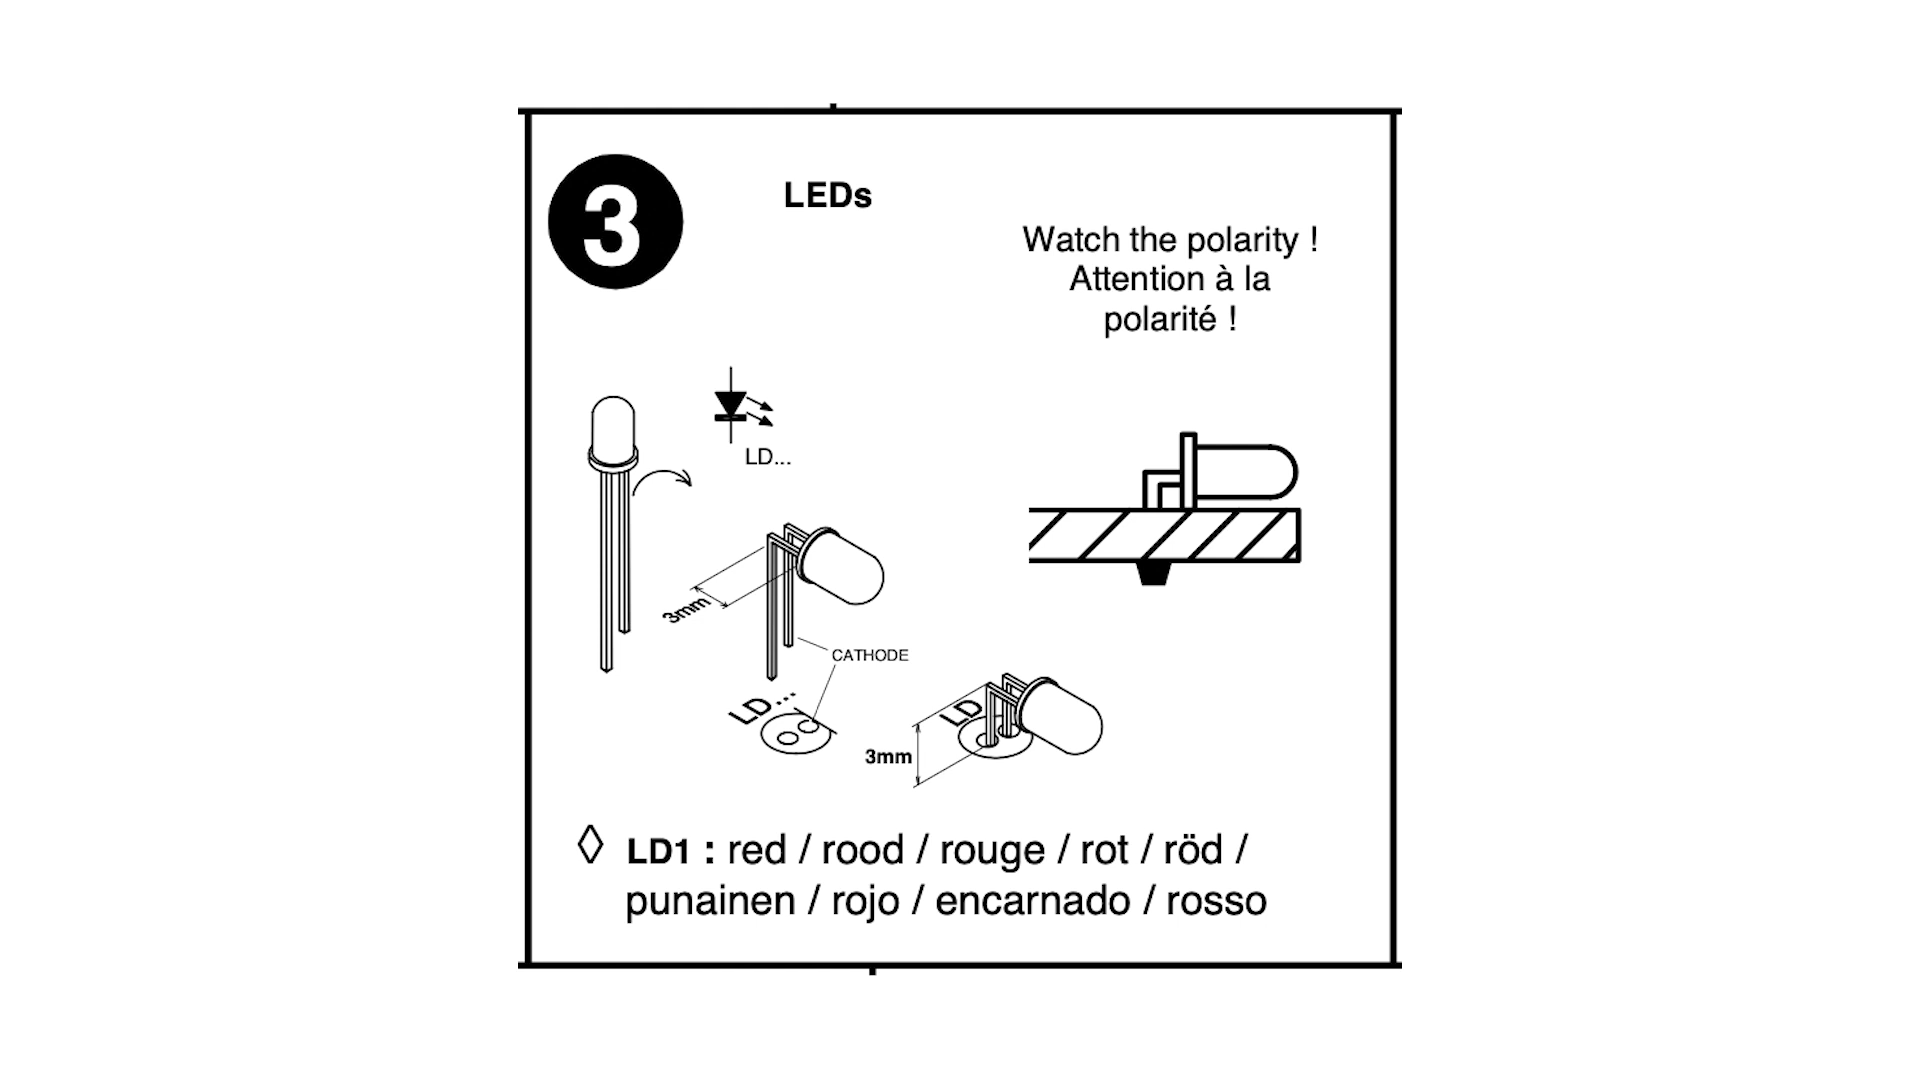 3
LEDs
Watch the polarity !
Attention à la
polarité !
LD...
3mm
CATHODE
LD...
LD
3mm
◊ LD1 : red / rood / rouge / rot / röd /
punainen / rojo / encarnado / rosso